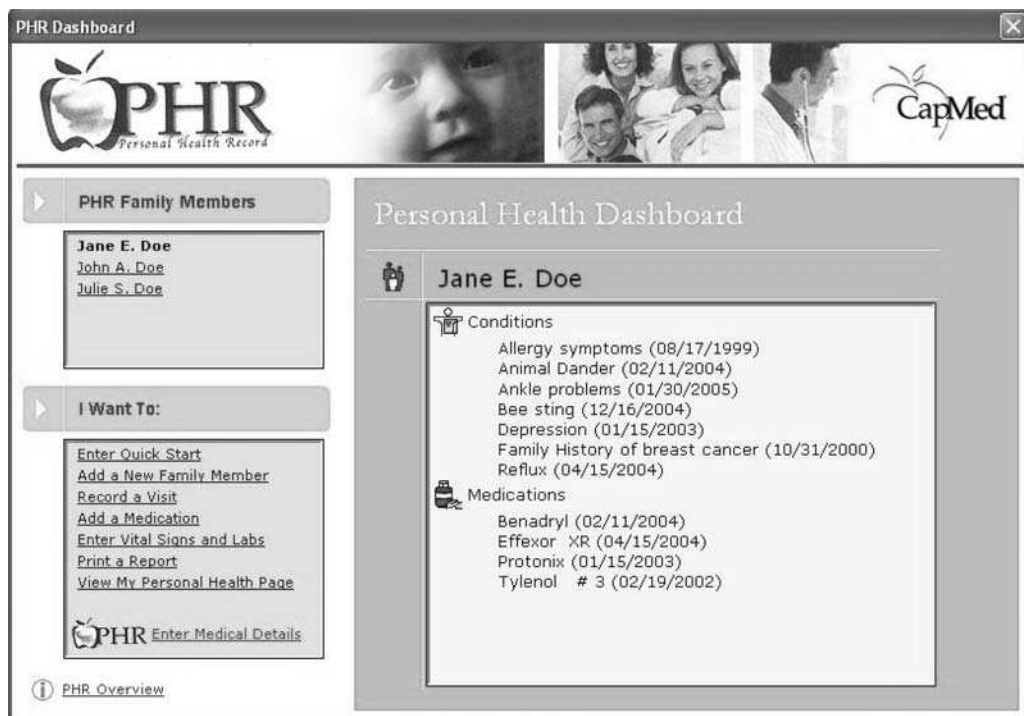 PHR Dashboard
PHR
Personal Health Record
CapMed
PHR Family Members
Jane E. Doe
John A. Doe
Julie S. Doe
I Want To:
Enter Quick Start
Add a New Family Member
Record a Visit
Add a Medication
Enter Vital Signs and Labs
Print a Report
View My Personal Health Page
PHR Enter Medical Details
PHR Overview
Personal Health Dashboard
Jane E. Doe
Conditions
Allergy symptoms (08/17/1999)
Animal Dander (02/11/2004)
Ankle problems (01/30/2005)
Bee sting (12/16/2004)
Depression (01/15/2003)
Family History of breast cancer (10/31/2000)
Reflux (04/15/2004)
Medications
Benadryl (02/11/2004)
Effexor XR (04/15/2004)
Protonix (01/15/2003)
Tylenol # 3 (02/19/2002)